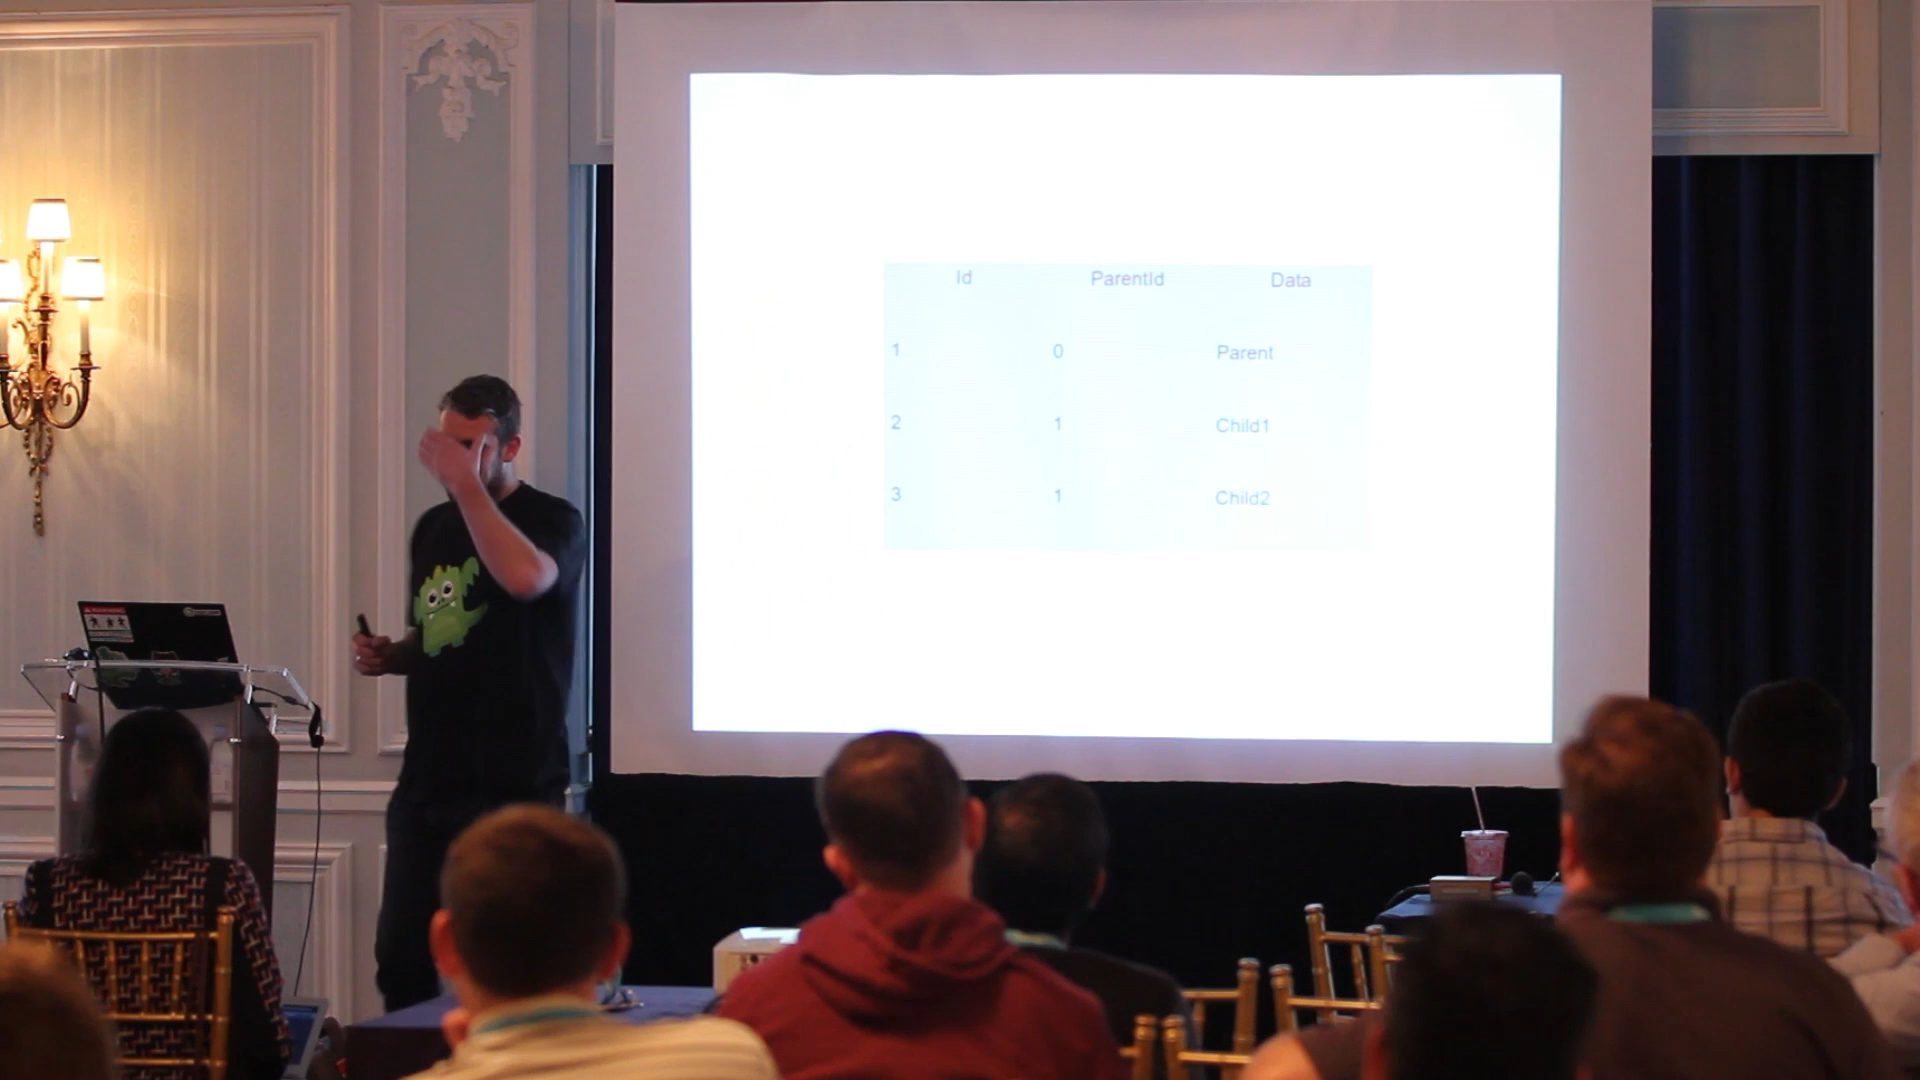 Id ParentId Data
1 0 Parent
2 1 Child1
3 1 Child2